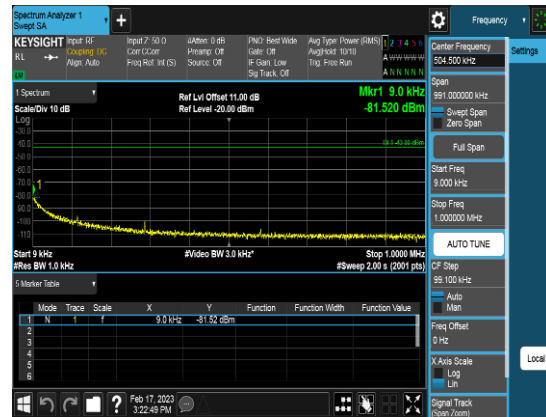 Spectrum Analyzer 1
Swept SA
Frequency
KEYSIGHT
Input: RF
Coupling: DC
Align: Auto
Input Z: 50 Ω
Corr CCorr
Freq Ref: Int (S)
#Atten: 0 dB
Preamp: Off
Source: Off
PNO: Best Wide
Gate: Off
IF Gain: Low
Sig Track: Off
Avg Type: Power (RMS)
Avg|Hold: 10/10
Trig: Free Run
1 2 3 4 5 6
A W W W W W
A N N N N N
RL
1 Spectrum
Scale/Div 10 dB
Ref Lvl Offset 11.00 dB
Ref Level -20.00 dBm
Mkr1 9.0 kHz
-81.520 dBm
Log
-30.0
-40.0
-50.0
-60.0
-70.0
-80.0
-90.0
-100
-110
DL1 -43.00 dBm
1
Start 9 kHz
#Res BW 1.0 kHz
#Video BW 3.0 kHz*
Stop 1.0000 MHz
#Sweep 2.00 s (2001 pts)
5 Marker Table
Mode Trace Scale X Y Function Function Width Function Value
1 N 1 f 9.0 kHz -81.52 dBm
2
3
4
5
6
Feb 17, 2023
3:22:49 PM
Center Frequency
504.500 kHz
Settings
Span
991.000000 kHz
Swept Span
Zero Span
Full Span
Start Freq
9.000 kHz
Stop Freq
1.000000 MHz
AUTO TUNE
CF Step
99.100 kHz
Auto
Man
Freq Offset
0 Hz
X Axis Scale
Log
Lin
Local
Signal Track
(Span Zoom)